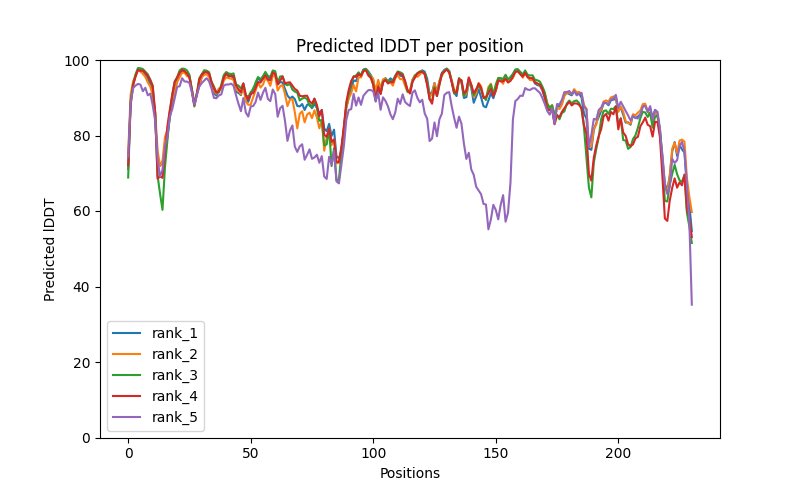 Predicted lDDT per position
Predicted lDDT
100
80
60
40
20
0
rank_1
rank_2
rank_3
rank_4
rank_5
0 50 100 150 200
Positions